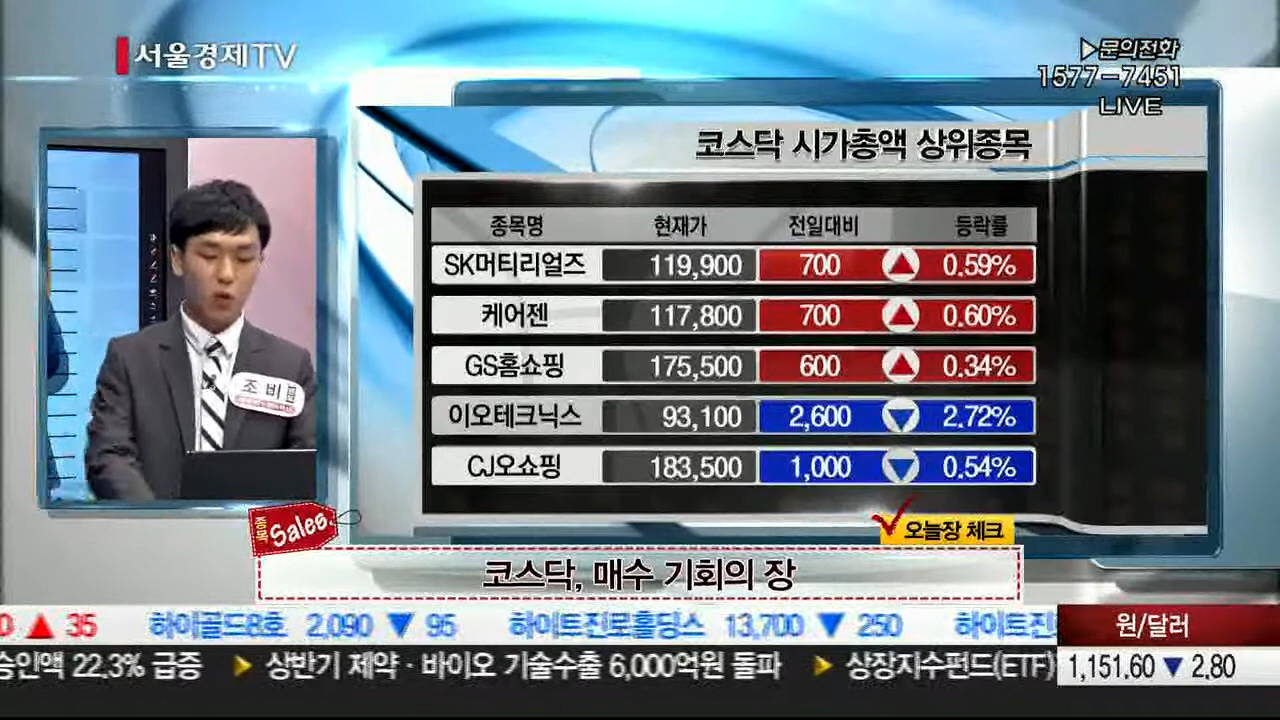 서울경제TV
▶문의전화
1577-7451
LIVE
코스닥 시가총액 상위종목
종목명 현재가 전일대비 등락률
SK머티리얼즈 119,900 700 ▲ 0.59%
케어젠 117,800 700 ▲ 0.60%
GS홈쇼핑 175,500 600 ▲ 0.34%
이오테크닉스 93,100 2,600 ▼ 2.72%
CJ오쇼핑 183,500 1,000 ▼ 0.54%
조비
종목 Sales.
오늘장 체크
코스닥, 매수 기회의 장
0 ▲ 35 하이골드8호 2,090 ▼ 95 하이트진로홀딩스 13,700 ▼ 250 하이트진
원/달러
승인액 22.3% 급증 ▶ 상반기 제약·바이오 기술수출 6,000억원 돌파 ▶ 상장지수펀드(ETF)
1,151.60 ▼ 2.80